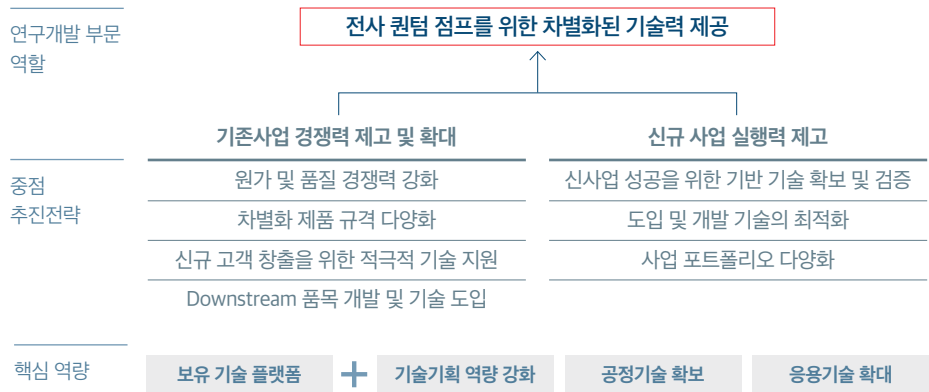 연구개발 부문
역할
전사 퀀텀 점프를 위한 차별화된 기술력 제공
기존사업 경쟁력 제고 및 확대
신규 사업 실행력 제고
중점
추진전략
원가 및 품질 경쟁력 강화
신사업 성공을 위한 기반 기술 확보 및 검증
차별화 제품 규격 다양화
도입 및 개발 기술의 최적화
신규 고객 창출을 위한 적극적 기술 지원
사업 포트폴리오 다양화
Downstream 품목 개발 및 기술 도입
핵심 역량
보유 기술 플랫폼 + 기술기획 역량 강화 공정기술 확보 응용기술 확대